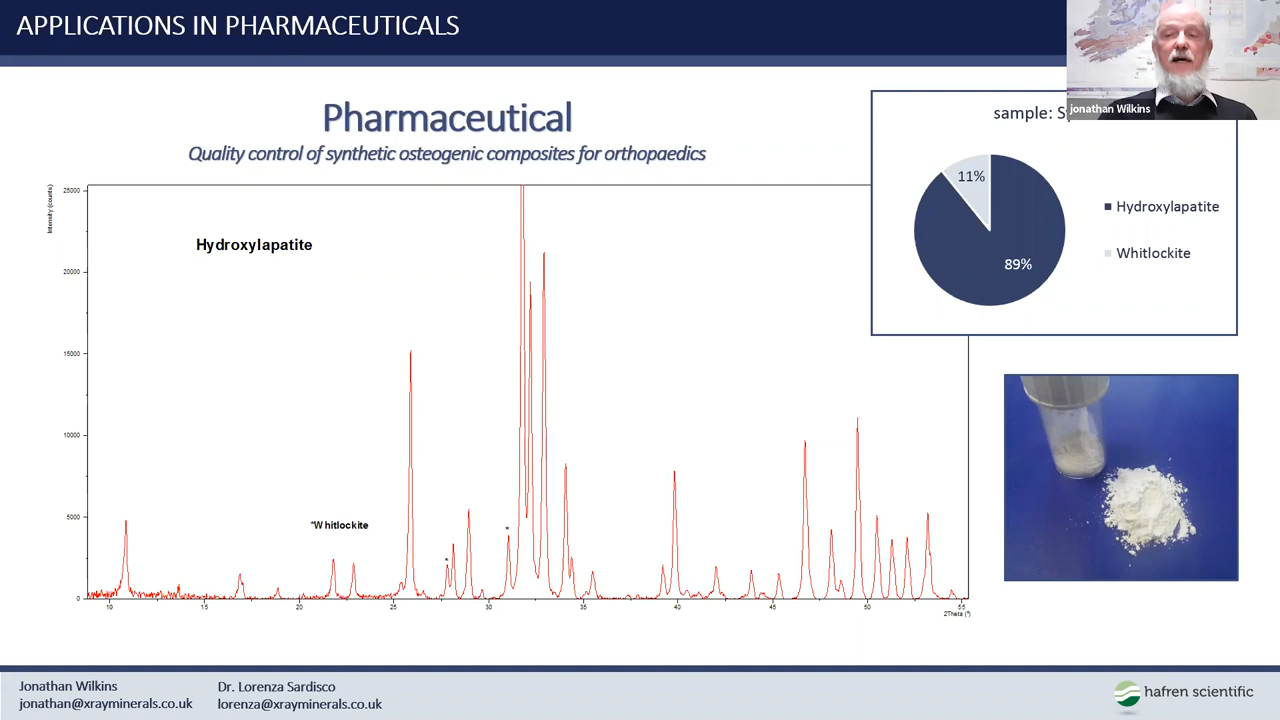 APPLICATIONS IN PHARMACEUTICALS
jonathan Wilkins
Pharmaceutical
Quality control of synthetic osteogenic composites for orthopaedics
sample:
11%
89%
Hydroxylapatite
Whitlockite
Intensity (counts)
25000
20000
15000
10000
5000
0
Hydroxylapatite
*Whitlockite
*
*
10 15 20 25 30 35 40 45 50 55
2Theta (°)
Jonathan Wilkins
jonathan@xrayminerals.co.uk
Dr. Lorenza Sardisco
lorenza@xrayminerals.co.uk
hafren scientific